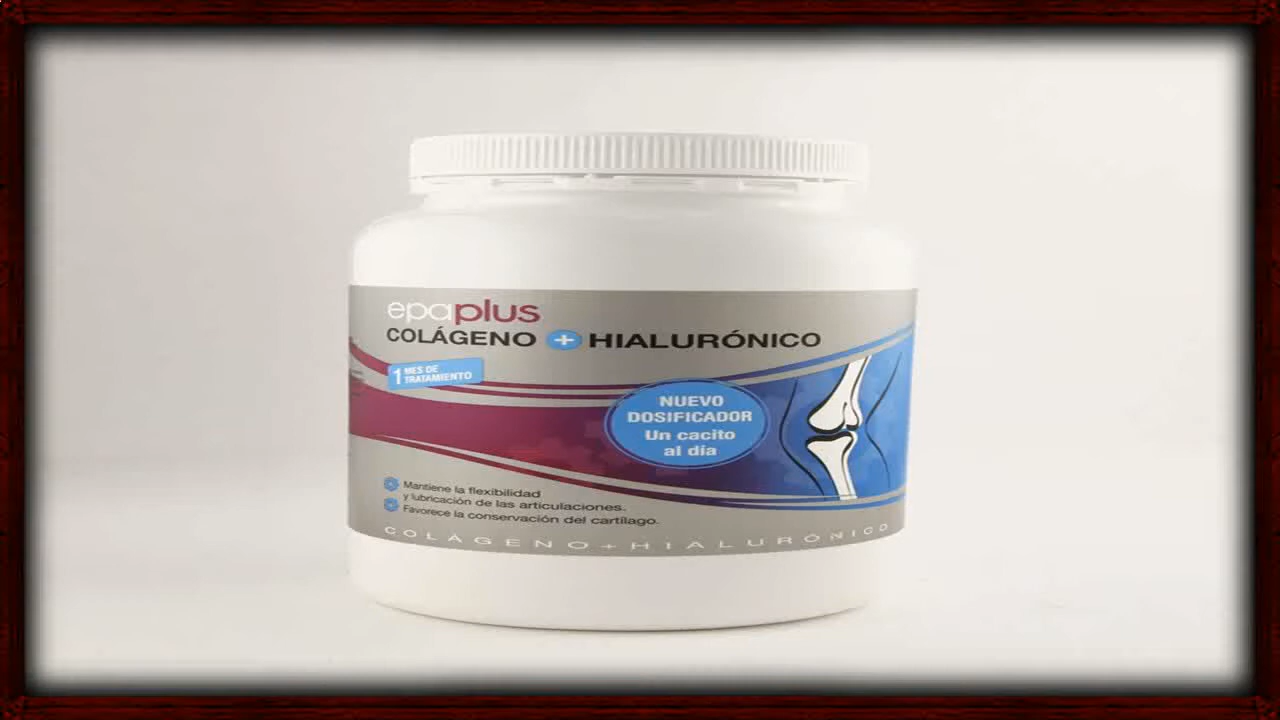 epaplus
COLÁGENO + HIALURÓNICO
1 MES DE
TRATAMIENTO
NUEVO
DOSIFICADOR
Un cacito
al día
Mantiene la flexibilidad
y lubricación de las articulaciones.
Favorece la conservación del cartílago.
COLÁGENO+HIALURÓNICO